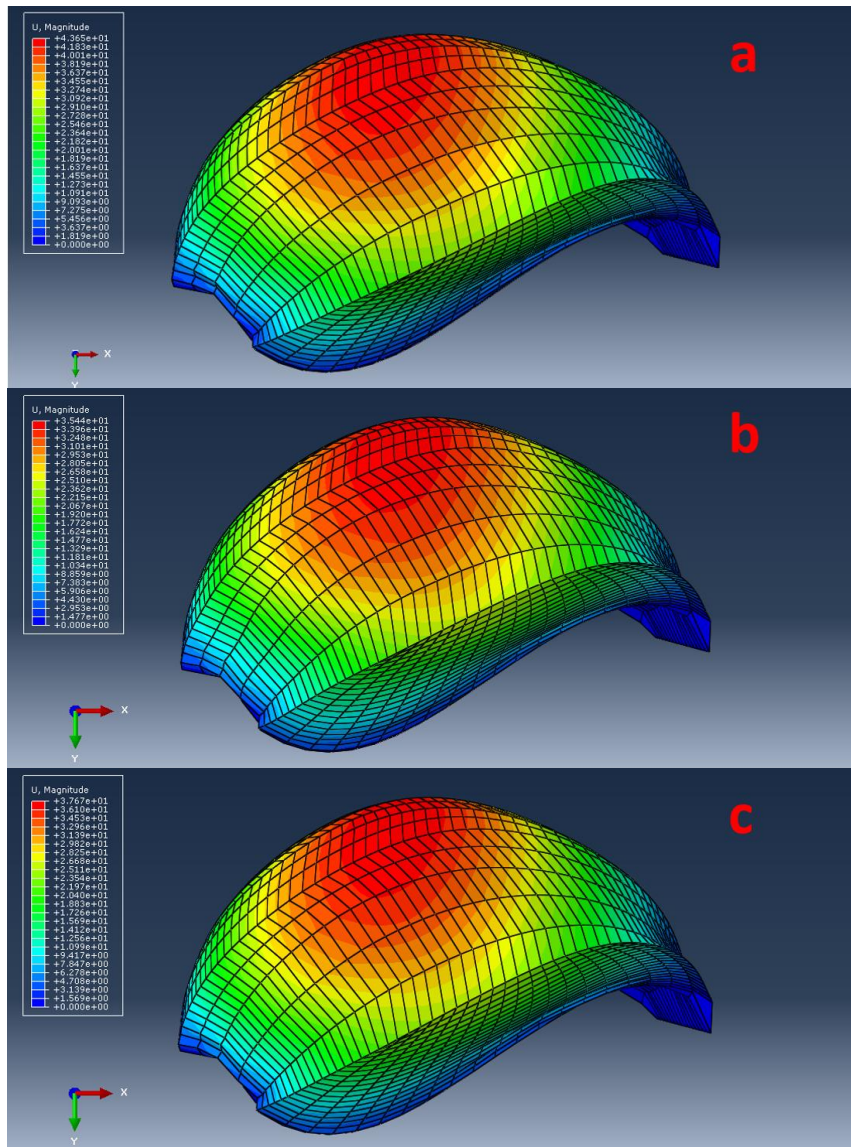 U, Magnitude
+4.365e+01
+4.183e+01
+4.001e+01
+3.819e+01
+3.637e+01
+3.455e+01
+3.274e+01
+3.092e+01
+2.910e+01
+2.728e+01
+2.546e+01
+2.364e+01
+2.182e+01
+2.001e+01
+1.819e+01
+1.637e+01
+1.455e+01
+1.273e+01
+1.091e+01
+9.093e+00
+7.275e+00
+5.456e+00
+3.637e+00
+1.819e+00
+0.000e+00
a
X
Y
U, Magnitude
+3.544e+01
+3.396e+01
+3.248e+01
+3.101e+01
+2.953e+01
+2.805e+01
+2.658e+01
+2.510e+01
+2.362e+01
+2.215e+01
+2.067e+01
+1.920e+01
+1.772e+01
+1.624e+01
+1.477e+01
+1.329e+01
+1.181e+01
+1.034e+01
+8.859e+00
+7.383e+00
+5.906e+00
+4.430e+00
+2.953e+00
+1.477e+00
+0.000e+00
b
X
Y
U, Magnitude
+3.767e+01
+3.610e+01
+3.453e+01
+3.296e+01
+3.139e+01
+2.982e+01
+2.825e+01
+2.668e+01
+2.511e+01
+2.354e+01
+2.197e+01
+2.040e+01
+1.883e+01
+1.726e+01
+1.569e+01
+1.412e+01
+1.256e+01
+1.099e+01
+9.417e+00
+7.847e+00
+6.278e+00
+4.708e+00
+3.139e+00
+1.569e+00
+0.000e+00
c
X
Y